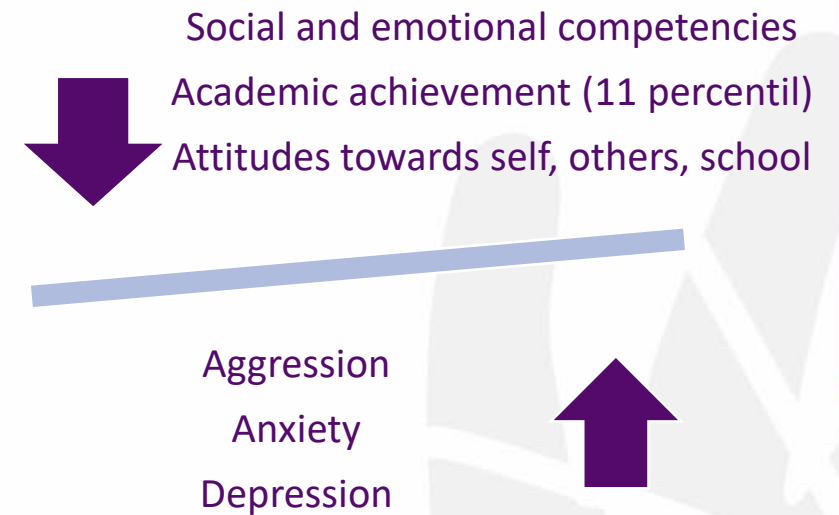 Social and emotional competencies
Academic achievement (11 percentil)
Attitudes towards self, others, school
Aggression
Anxiety
Depression